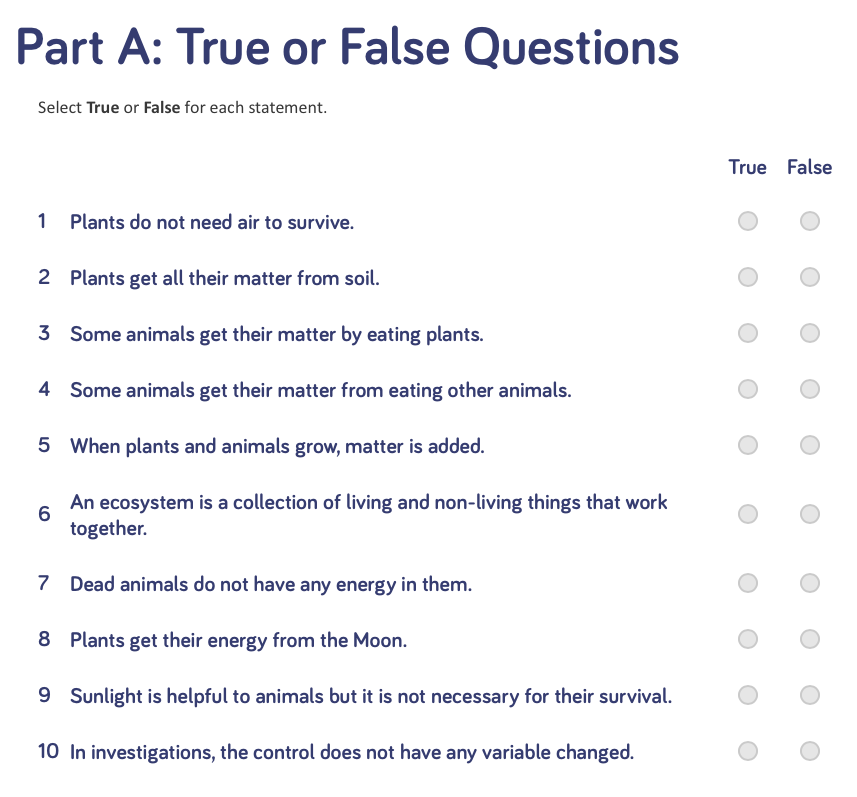 Part A: True or False Questions
Select True or False for each statement.
True False
1 Plants do not need air to survive.
2 Plants get all their matter from soil.
3 Some animals get their matter by eating plants.
4 Some animals get their matter from eating other animals.
5 When plants and animals grow, matter is added.
6 An ecosystem is a collection of living and non-living things that work
together.
7 Dead animals do not have any energy in them.
8 Plants get their energy from the Moon.
9 Sunlight is helpful to animals but it is not necessary for their survival.
10 In investigations, the control does not have any variable changed.